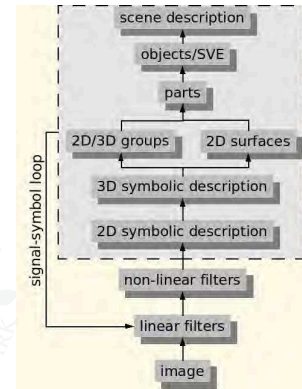 scene description
objects/SVE
parts
2D/3D groups
2D surfaces
3D symbolic description
2D symbolic description
signal-symbol loop
non-linear filters
linear filters
image